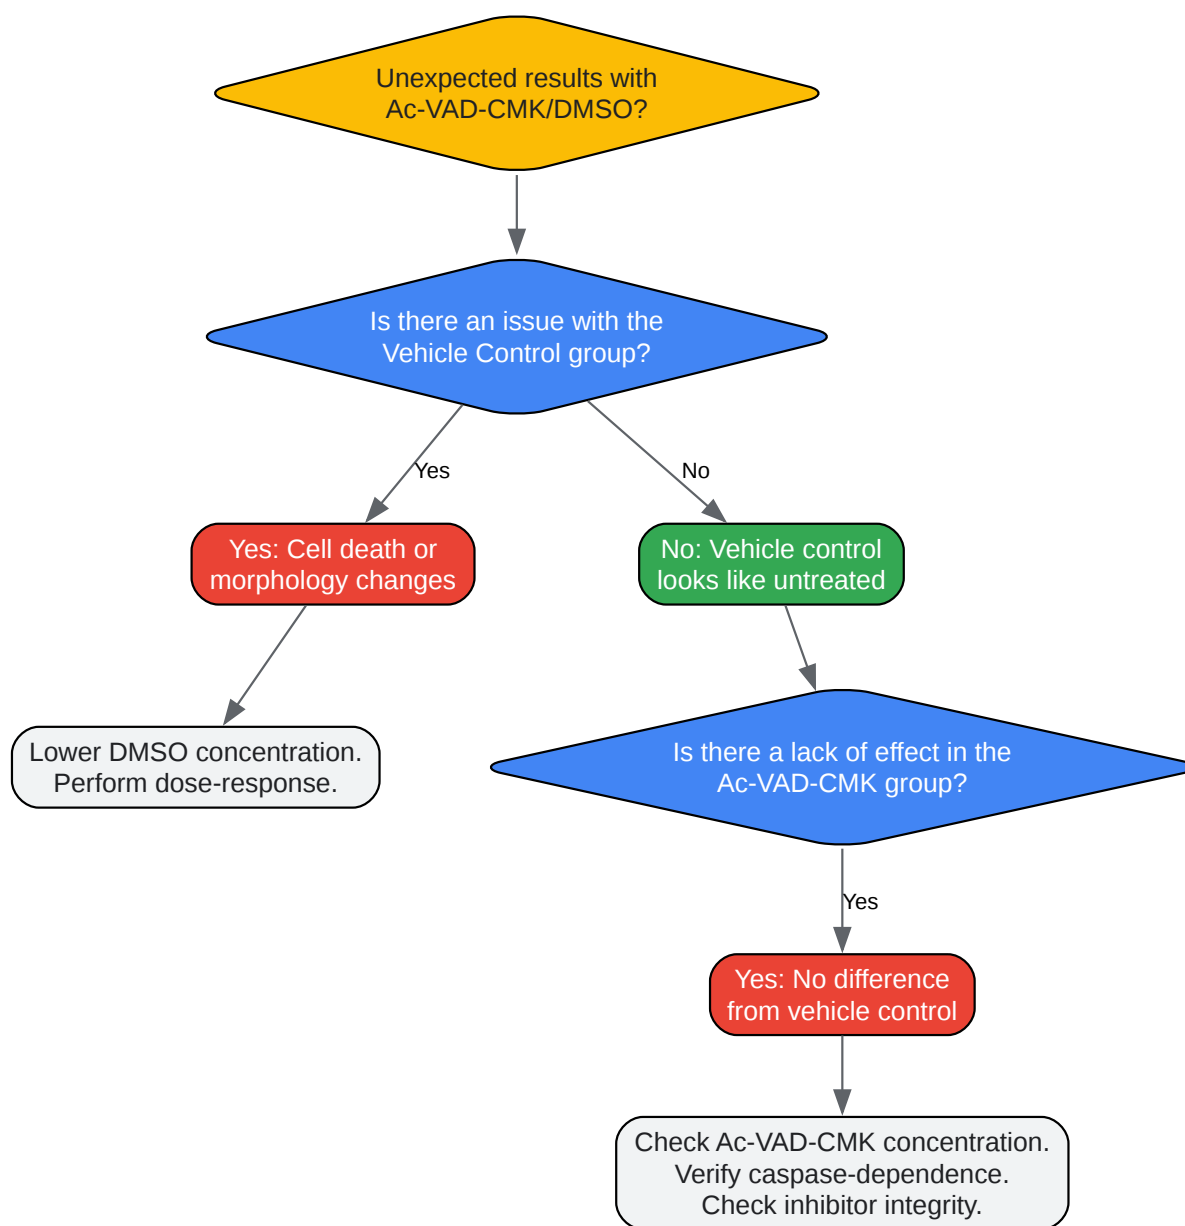 Unexpected results with
Ac-VAD-CMK/DMSO?
Is there an issue with the
Vehicle Control group?
Yes
No
Yes: Cell death or
morphology changes
No: Vehicle control
looks like untreated
Lower DMSO concentration.
Perform dose-response.
Is there a lack of effect in the
Ac-VAD-CMK group?
Yes
Yes: No difference
from vehicle control
Check Ac-VAD-CMK concentration.
Verify caspase-dependence.
Check inhibitor integrity.